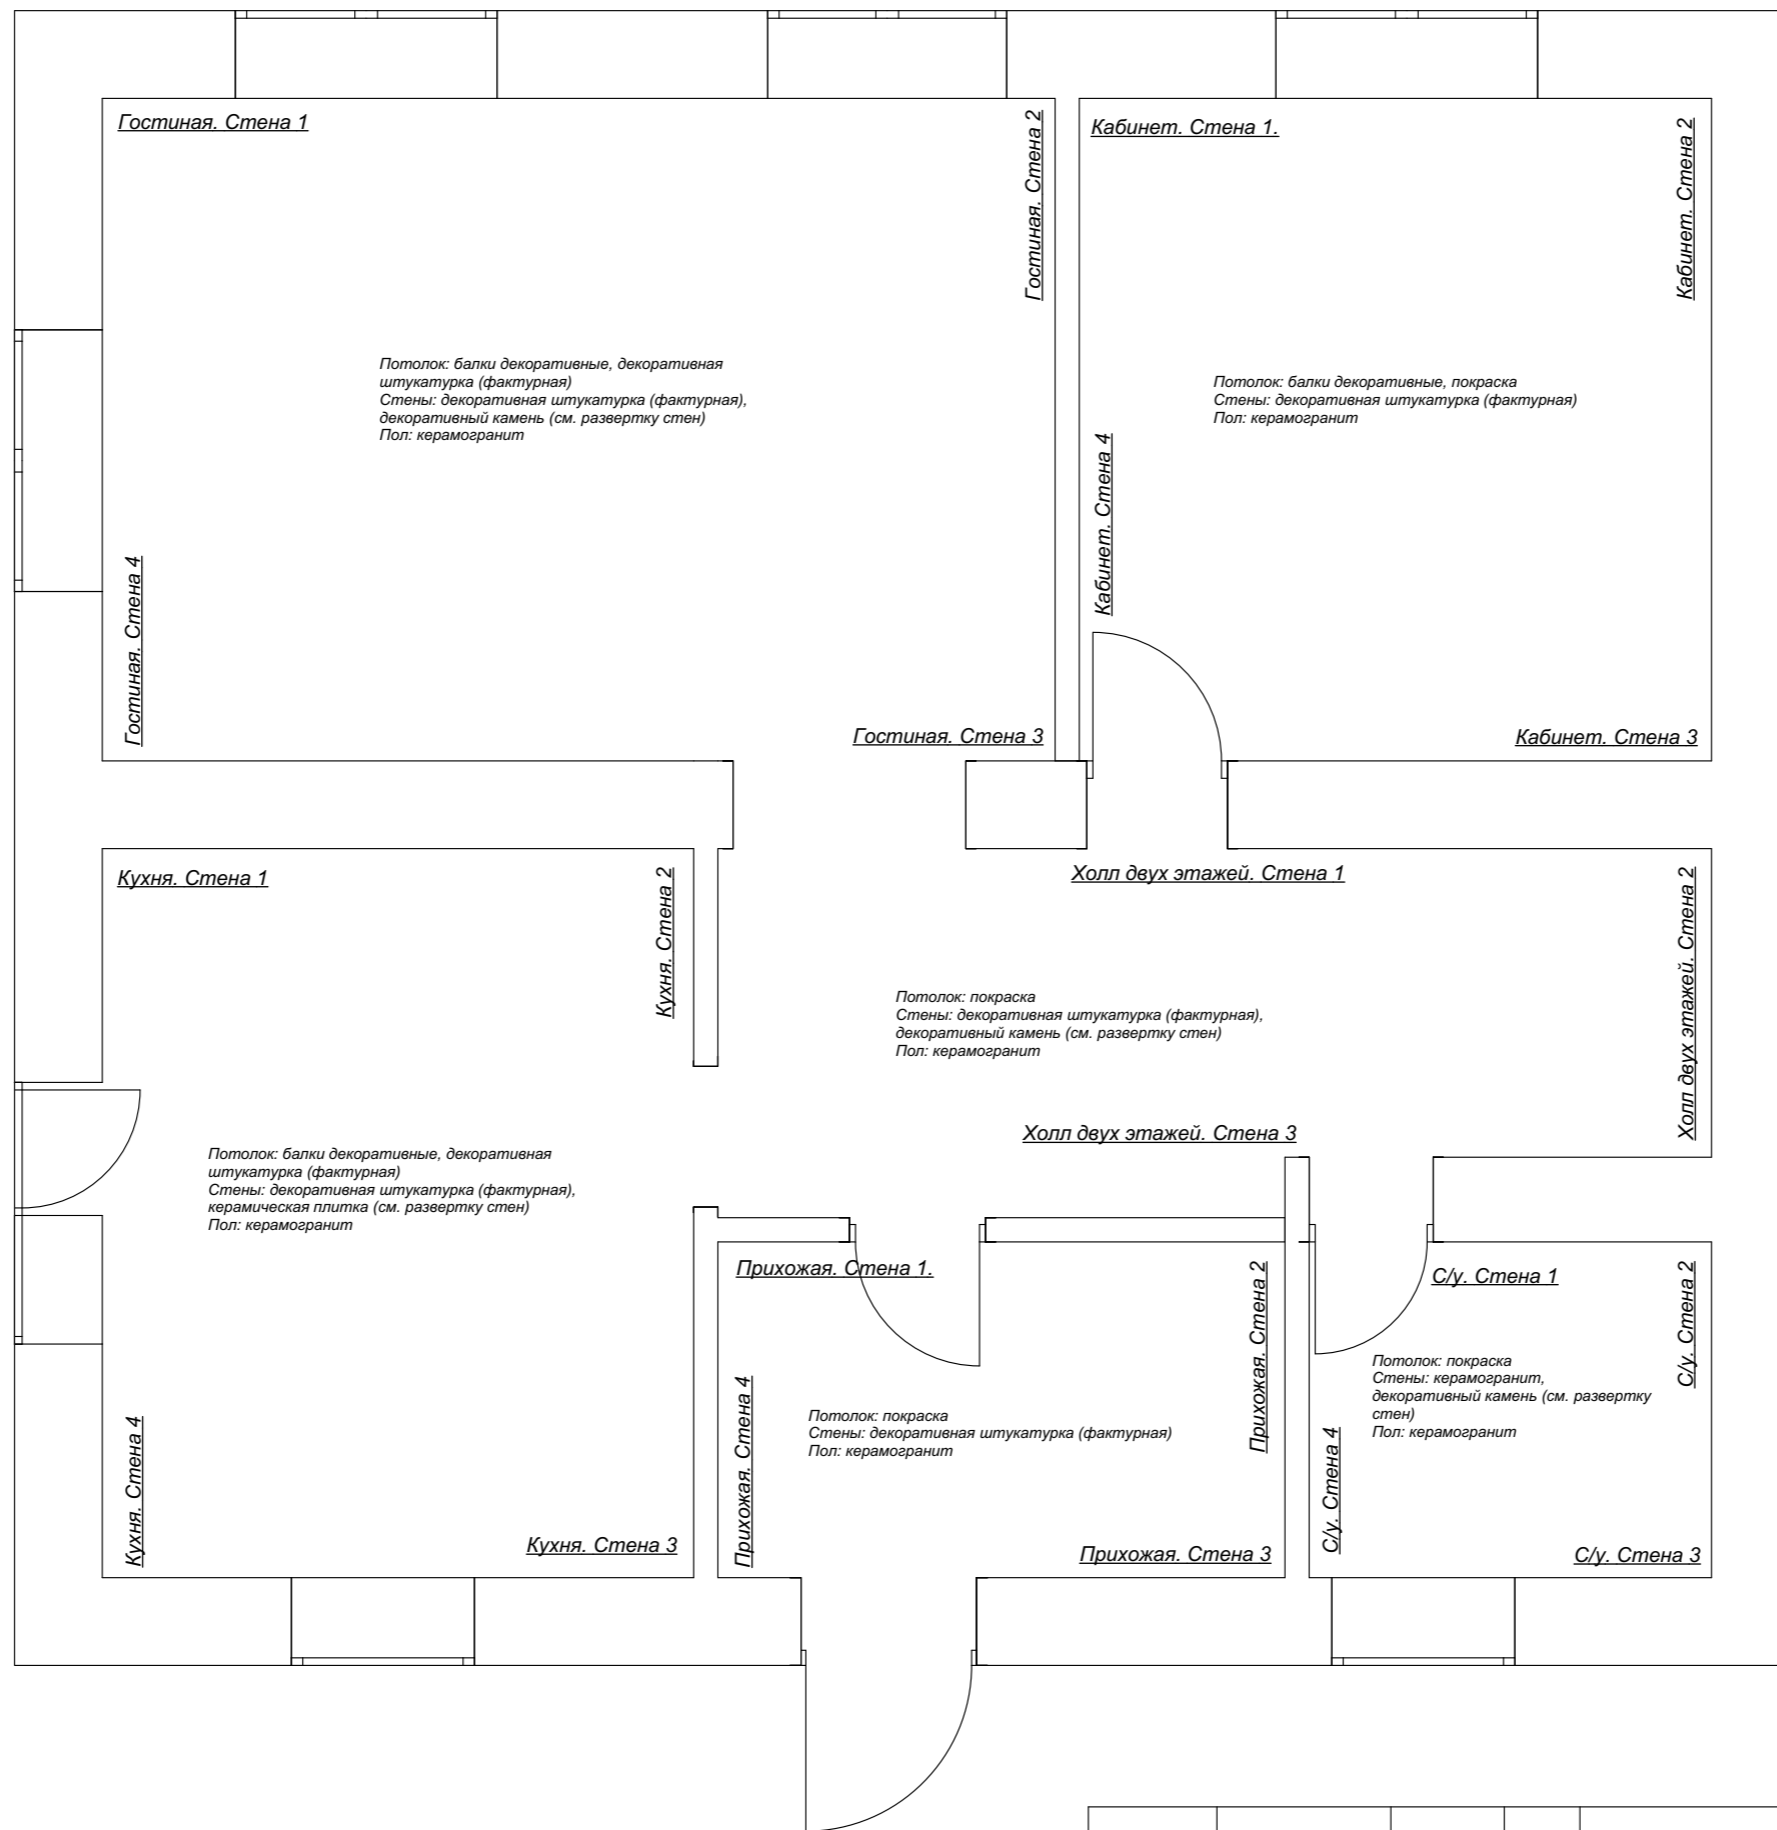 Гостиная. Стена 1
Гостиная. Стена 2
Кабинет. Стена 1.
Кабинет. Стена 2
Потолок: балки декоративные, декоративная
штукатурка (фактурная)
Стены: декоративная штукатурка (фактурная),
декоративный камень (см. развертку стен)
Пол: керамогранит
Потолок: балки декоративные, покраска
Стены: декоративная штукатурка (фактурная)
Пол: керамогранит
Кабинет. Стена 4
Гостиная. Стена 4
Гостиная. Стена 3
Кабинет. Стена 3
Кухня. Стена 1
Кухня. Стена 2
Холл двух этажей. Стена 1
Холл двух этажей. Стена 2
Потолок: покраска
Стены: декоративная штукатурка (фактурная),
декоративный камень (см. развертку стен)
Пол: керамогранит
Холл двух этажей. Стена 3
Потолок: балки декоративные, декоративная
штукатурка (фактурная)
Стены: декоративная штукатурка (фактурная),
керамическая плитка (см. развертку стен)
Пол: керамогранит
Прихожая. Стена 1.
Прихожая. Стена 2
С/у. Стена 1
С/у. Стена 2
Потолок: покраска
Стены: керамогранит,
декоративный камень (см. развертку
стен)
Пол: керамогранит
Прихожая. Стена 4
Потолок: покраска
Стены: декоративная штукатурка (фактурная)
Пол: керамогранит
Кухня. Стена 4
С/у. Стена 4
Кухня. Стена 3
Прихожая. Стена 3
С/у. Стена 3